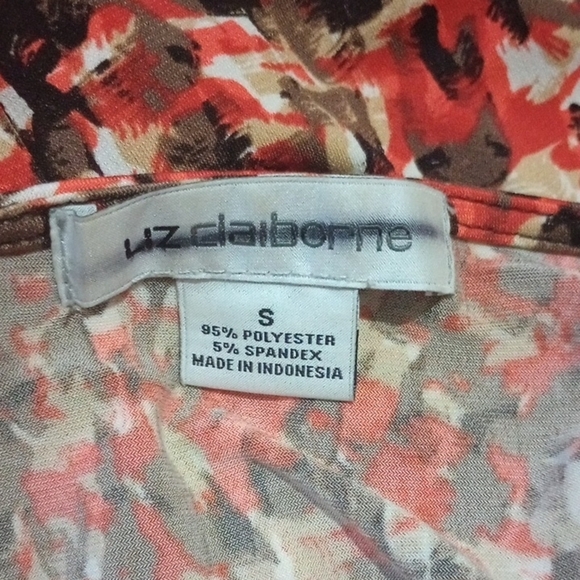 Liz claiborne
S
95% POLYESTER
5% SPANDEX
MADE IN INDONESIA